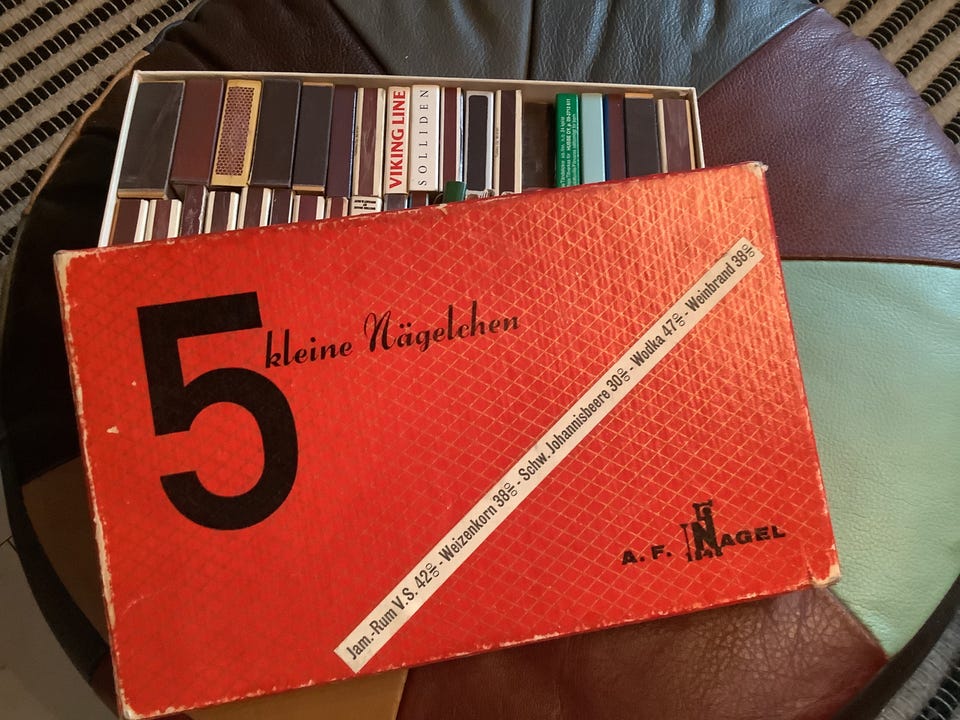 VIKING LINE
SOLLIDEN
5
kleine Nägelchen
Jam.-Rum V.S. 42% - Weizenkorn 38% - Schw. Johannisbeere 30% - Wodka 47% - Weinbrand 38%
A. F. NAGEL